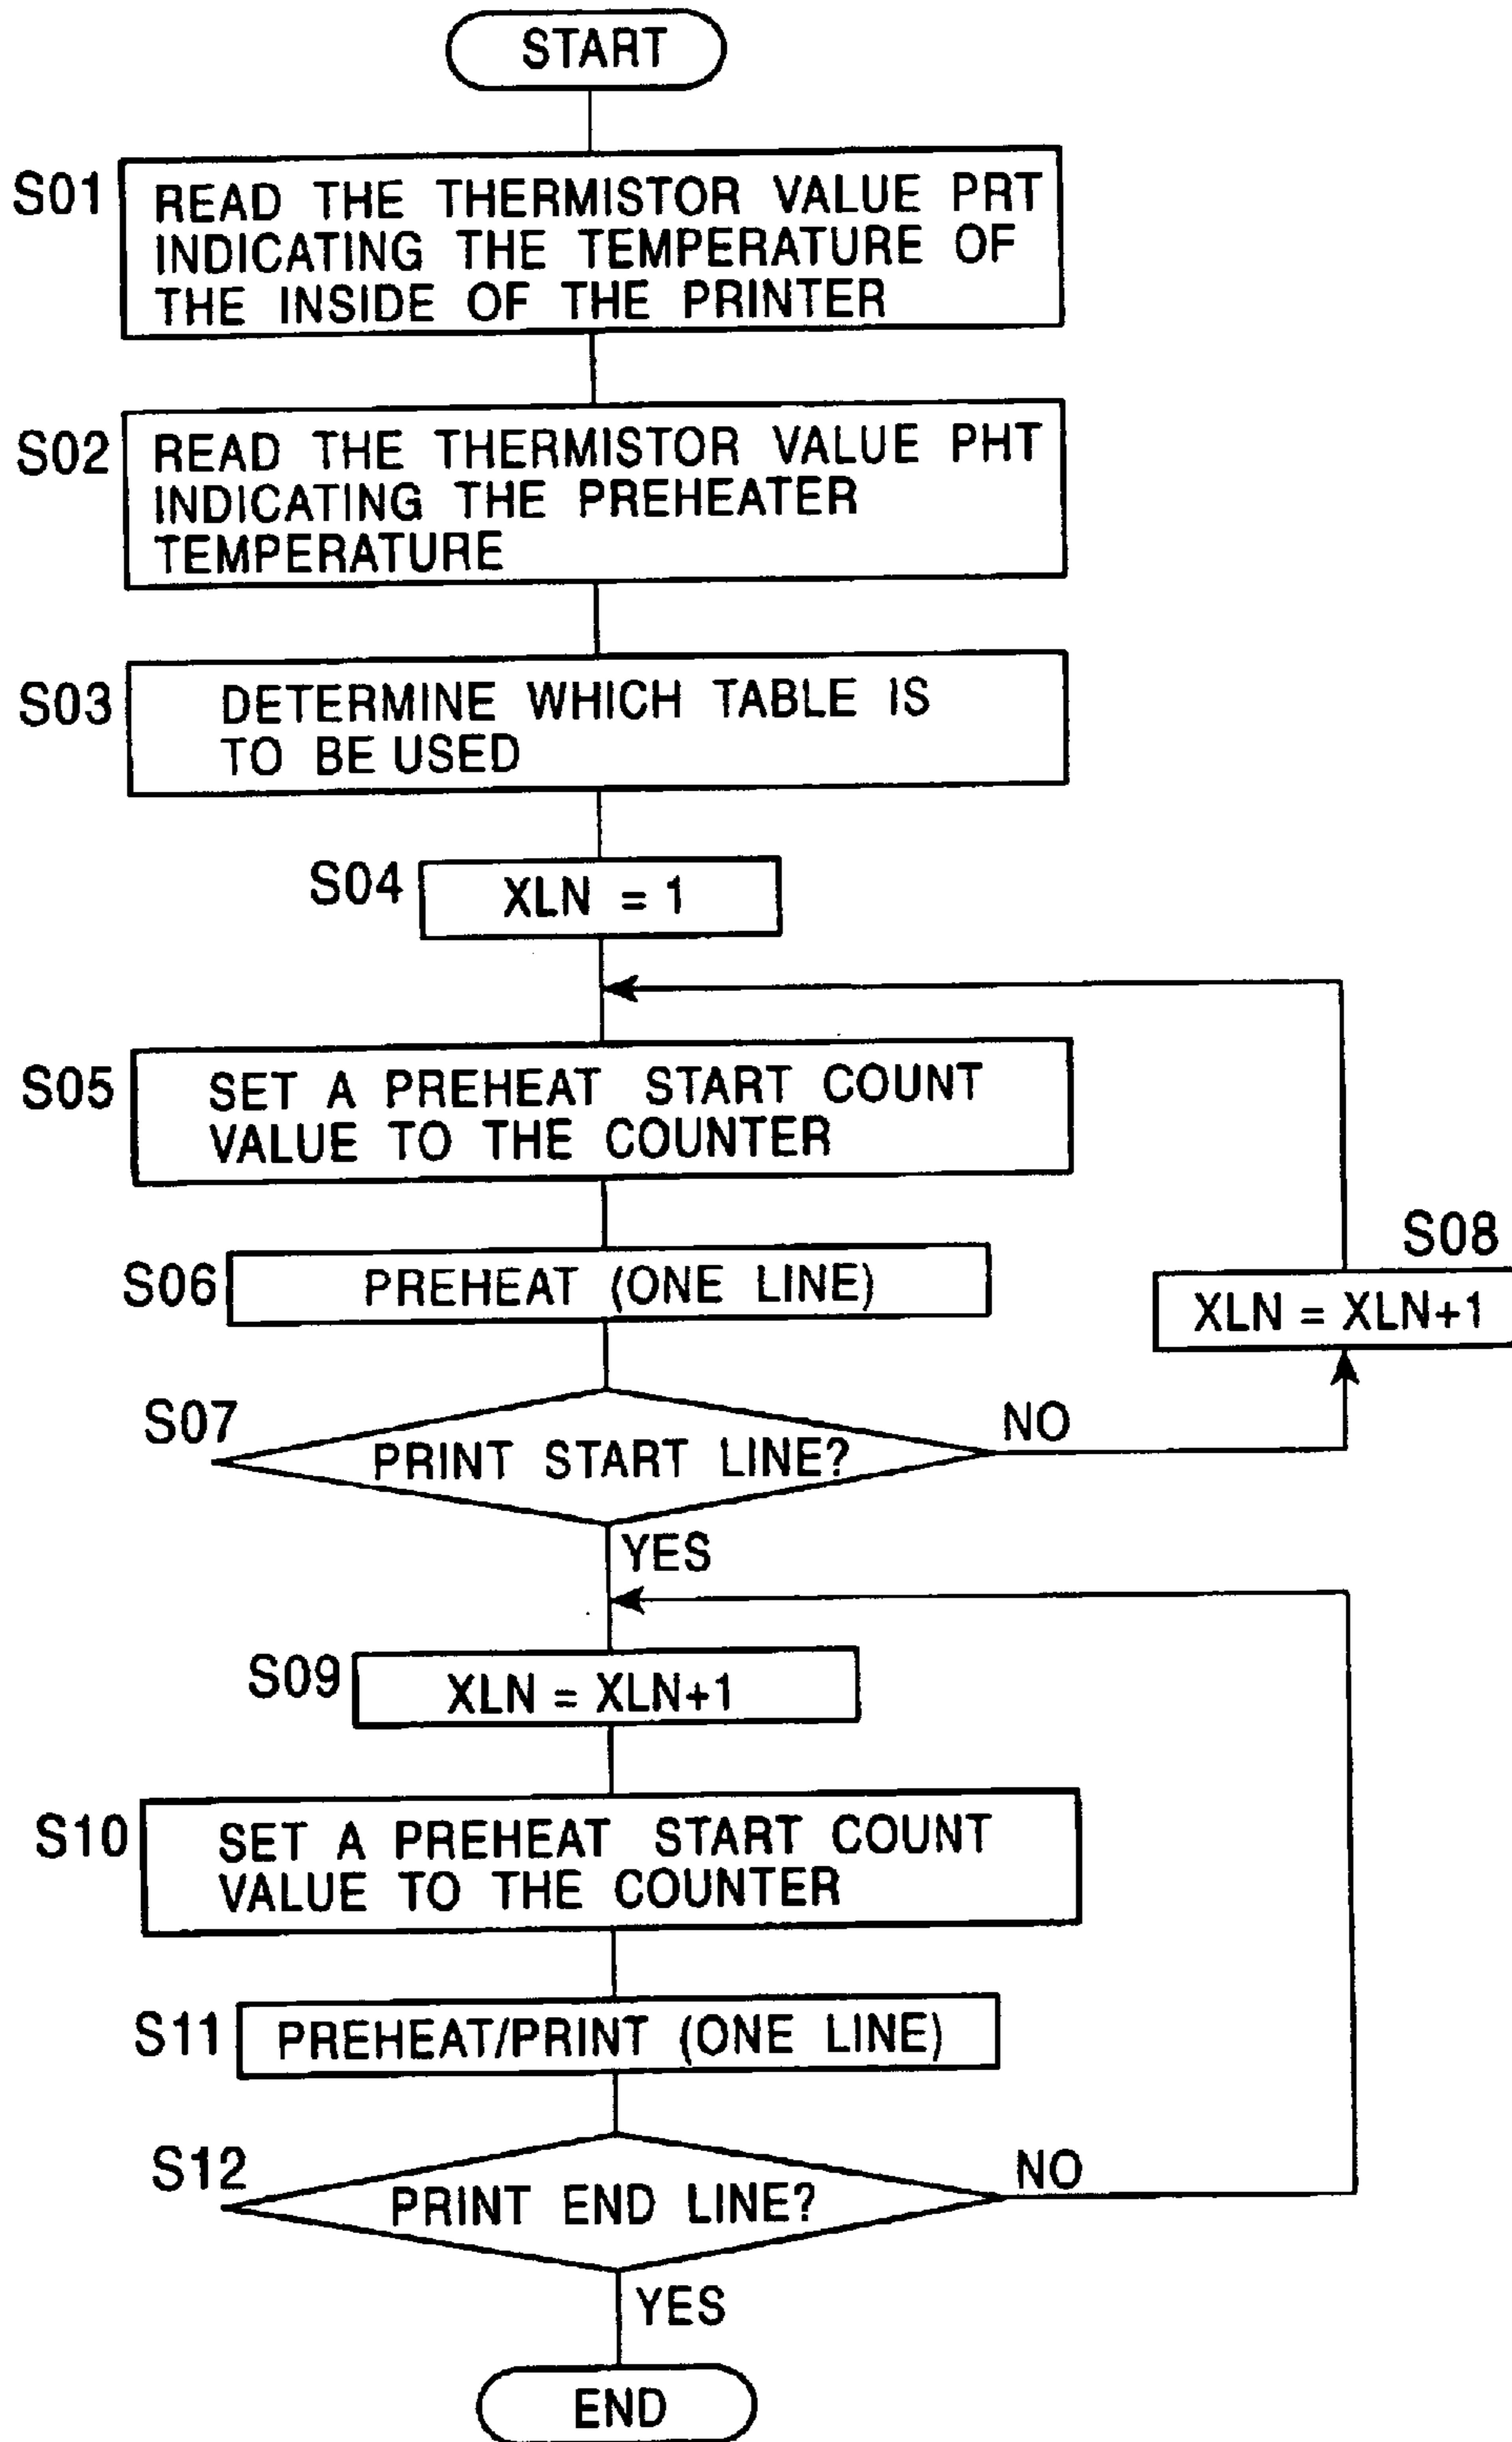 START
S01
READ THE THERMISTOR VALUE PRT
INDICATING THE TEMPERATURE OF
THE INSIDE OF THE PRINTER
S02
READ THE THERMISTOR VALUE PHT
INDICATING THE PREHEATER
TEMPERATURE
S03
DETERMINE WHICH TABLE IS
TO BE USED
S04
XLN = 1
S05
SET A PREHEAT START COUNT
VALUE TO THE COUNTER
S06
PREHEAT (ONE LINE)
S08
XLN = XLN+1
S07
PRINT START LINE?
NO
YES
S09
XLN = XLN+1
S10
SET A PREHEAT START COUNT
VALUE TO THE COUNTER
S11
PREHEAT/PRINT (ONE LINE)
S12
PRINT END LINE?
NO
YES
END